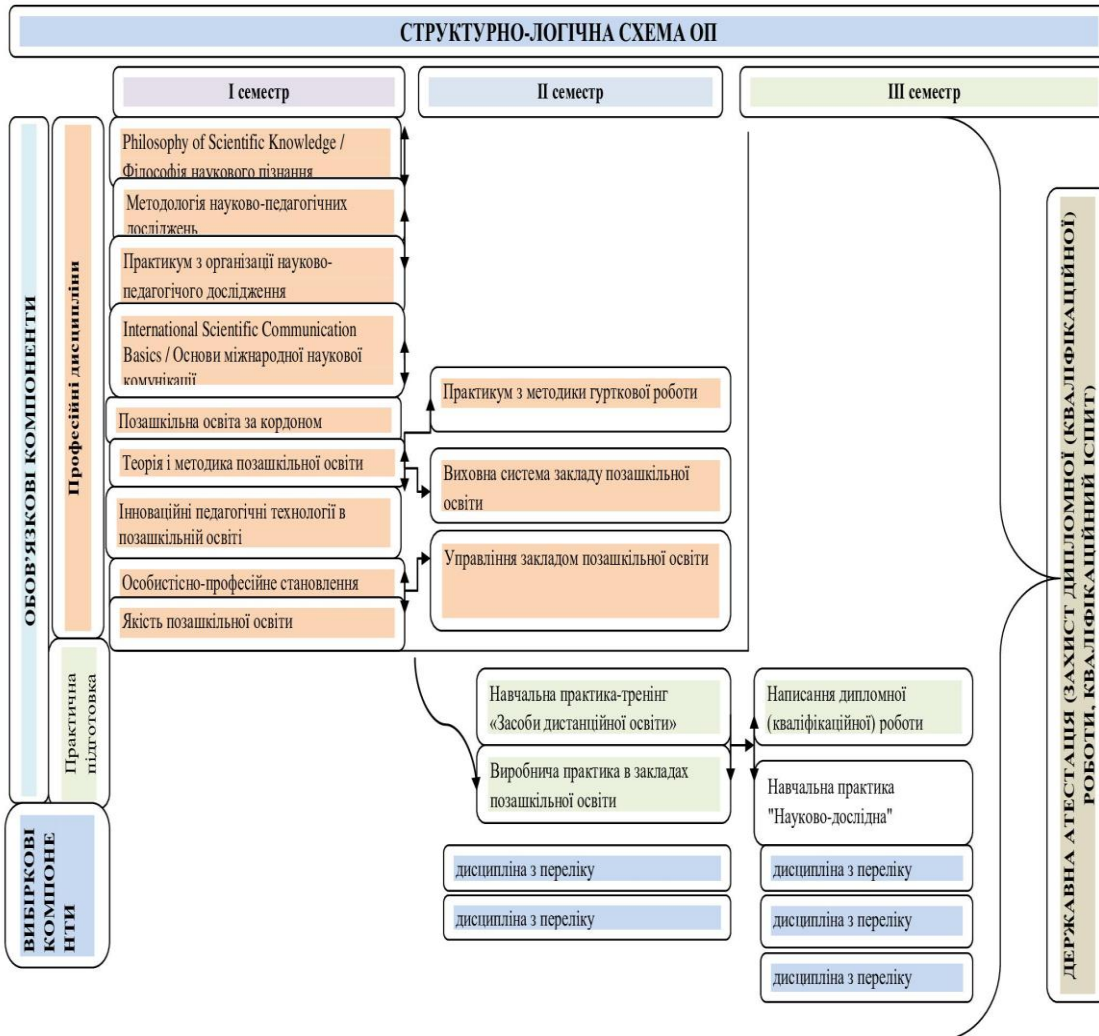 СТРУКТУРНО-ЛОГІЧНА СХЕМА ОП
І семестр
ІІ семестр
ІІІ семестр
ОБОВ’ЯЗКОВІ КОМПОНЕНТИ
Професійні дисципліни
Philosophy of Scientific Knowledge /
Філософія наукового пізнання
Методологія науково-педагогічних
досліджень
Практикум з організації науково-
педагогічого дослідження
International Scientific Communication
Basics / Основи міжнародної наукової
комунікації
Позашкільна освіта за кордоном
Теорія і методика позашкільної освіти
Інноваційні педагогічні технології в
позашкільній освіті
Особистісно-професійне становлення
Якість позашкільної освіти
Практикум з методики гурткової роботи
Виховна система закладу позашкільної
освіти
Управління закладом позашкільної освіти
Практична
підготовка
Навчальна практика-тренінг
«Засоби дистанційної освіти»
Виробнича практика в закладах
позашкільної освіти
Написання дипломної
(кваліфікаційної) роботи
Навчальна практика
"Науково-дослідна"
ВИБІРКОВІ
КОМПОНЕ
НТИ
дисципліна з переліку
дисципліна з переліку
дисципліна з переліку
дисципліна з переліку
дисципліна з переліку
ДЕРЖАВНА АТЕСТАЦІЯ (ЗАХИСТ ДИПЛОМНОЇ (КВАЛІФІКАЦІЙНОЇ)
РОБОТИ, КВАЛІФІКАЦІЙНИЙ ІСПИТ)